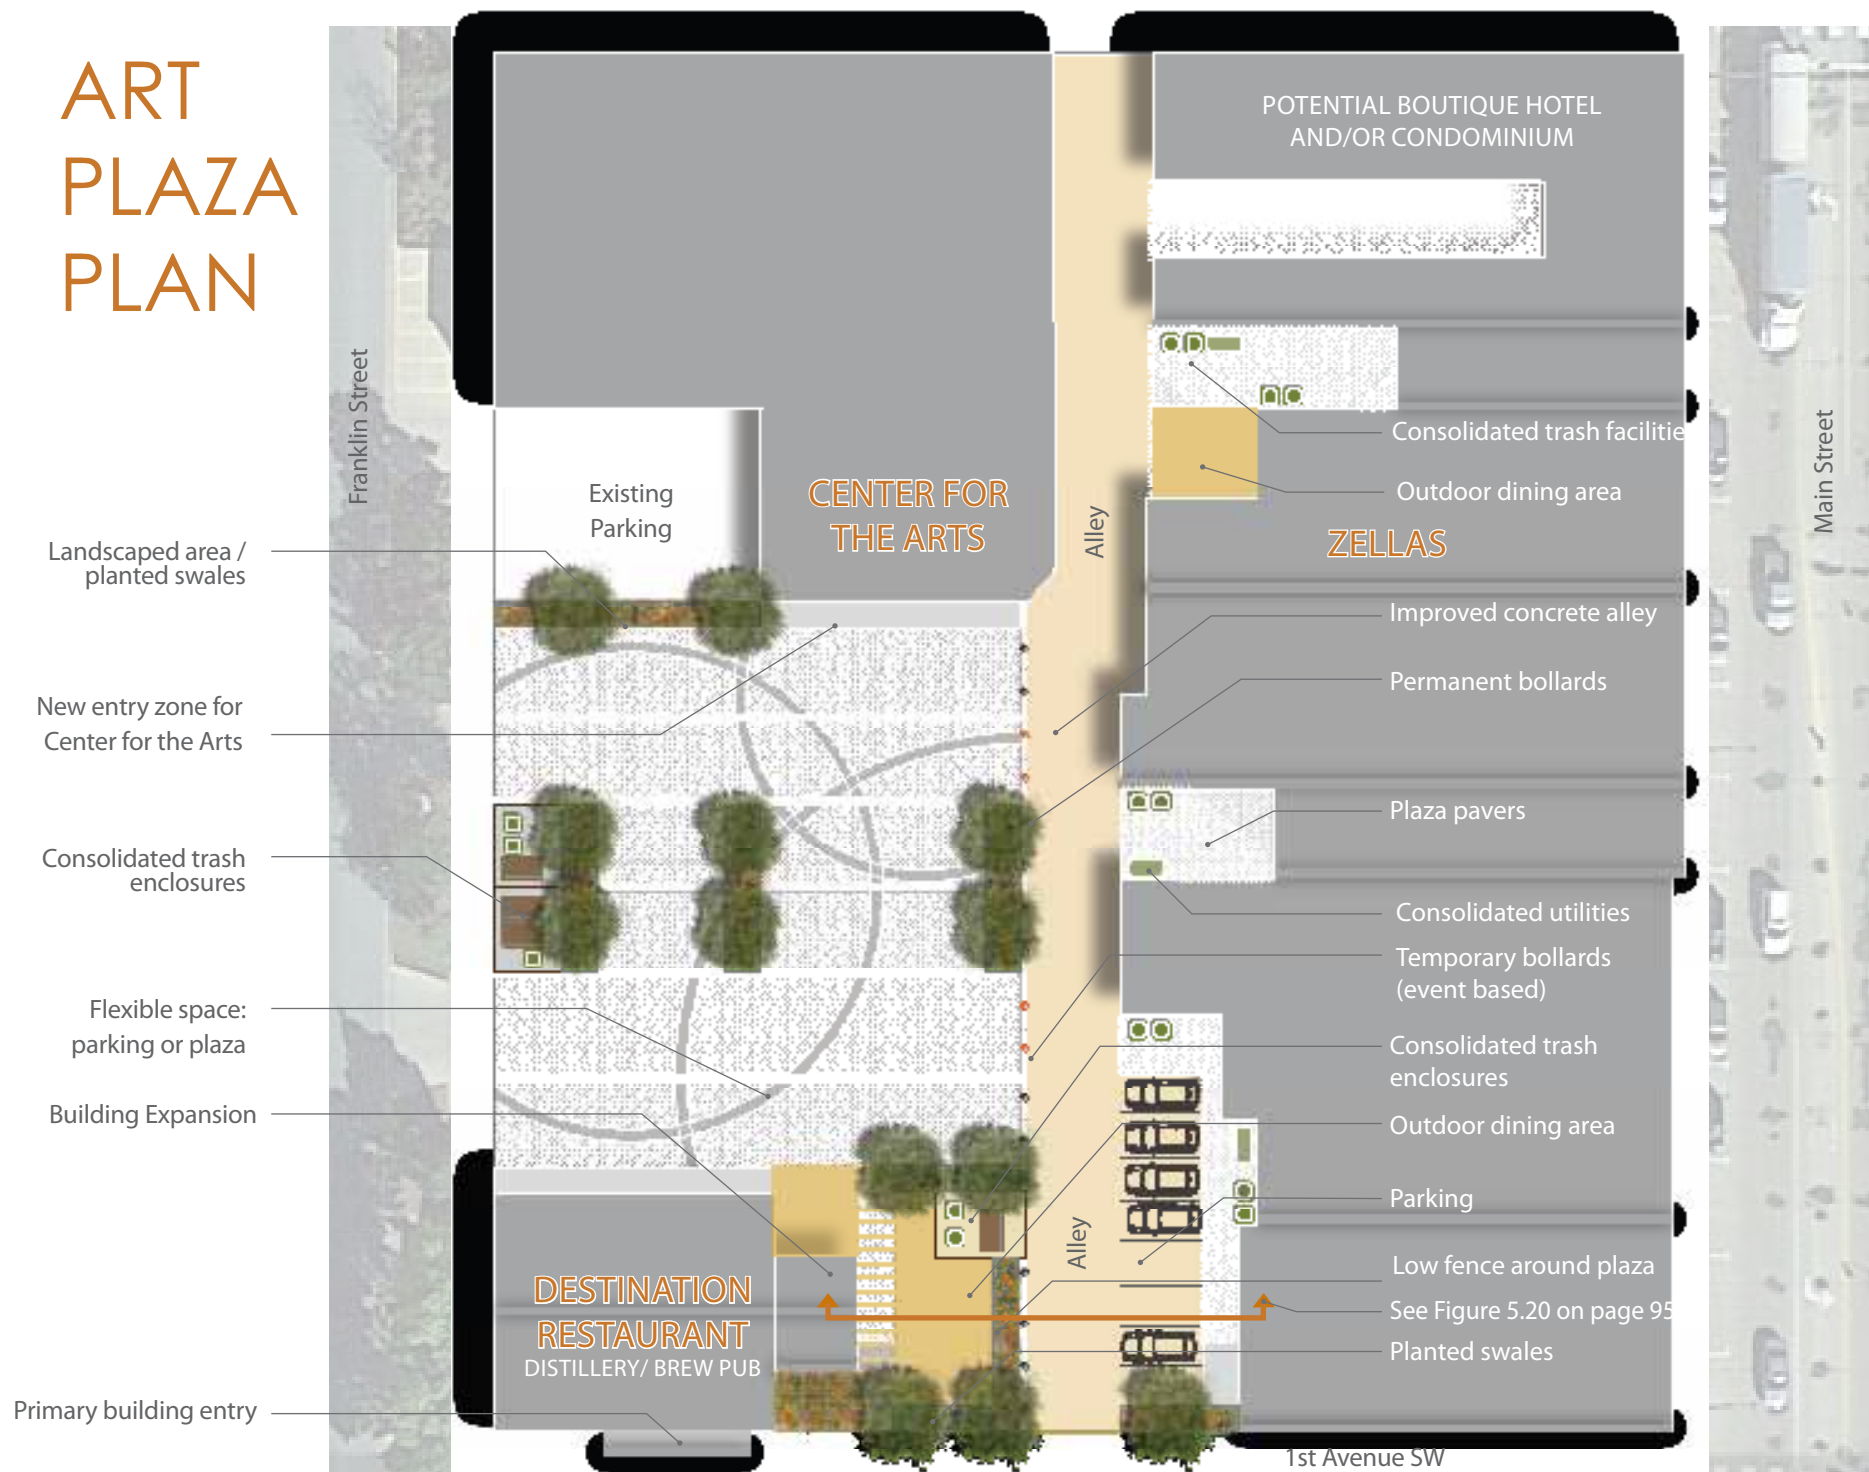 ART
PLAZA
PLAN
POTENTIAL BOUTIQUE HOTEL
AND/OR CONDOMINIUM
Franklin Street
Main Street
Alley
Existing
Parking
CENTER FOR
THE ARTS
Consolidated trash facilitie
Outdoor dining area
ZELLAS
Landscaped area /
planted swales
Improved concrete alley
Permanent bollards
New entry zone for
Center for the Arts
Plaza pavers
Consolidated trash
enclosures
Consolidated utilities
Temporary bollards
(event based)
Flexible space:
parking or plaza
Consolidated trash
enclosures
Building Expansion
Outdoor dining area
Parking
Alley
Low fence around plaza
DESTINATION
RESTAURANT
DISTILLERY/ BREW PUB
See Figure 5.20 on page 95
Planted swales
Primary building entry
1st Avenue SW